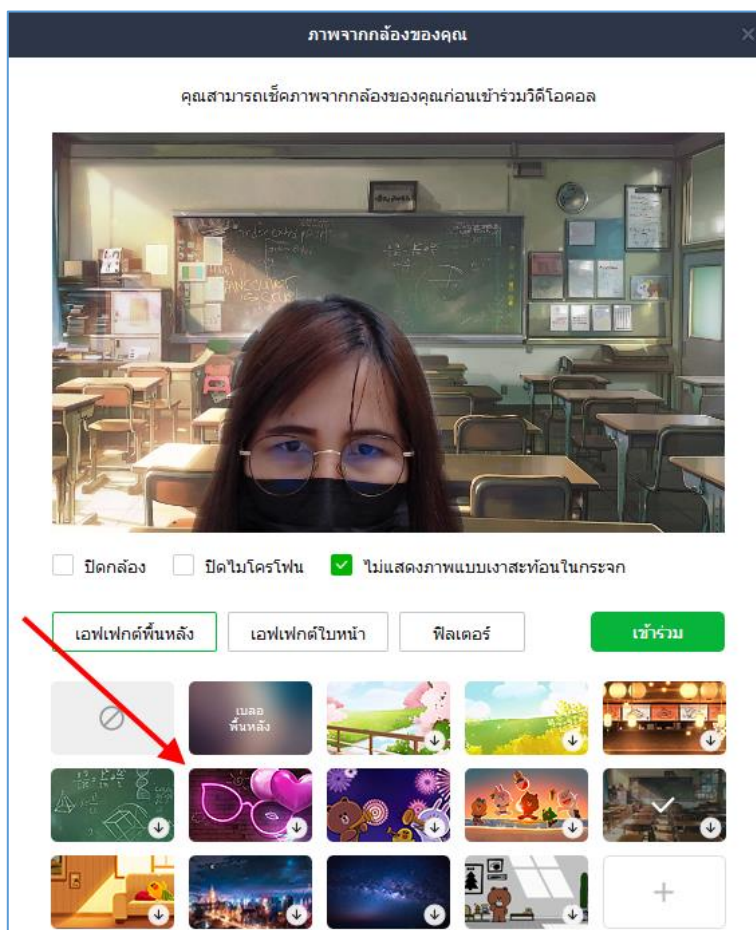 ภาพจากกล้องของคุณ
คุณสามารถเช็คภาพจากกล้องของคุณก่อนเข้าร่วมวิดีโอคอล
ปิดกล้อง ปิดไมโครโฟน ไม่แสดงภาพแบบเงาสะท้อนในกระจก
เอฟเฟกต์พื้นหลัง เอฟเฟกต์ใบหน้า ฟิลเตอร์ เข้าร่วม
เบลอ
พื้นหลัง